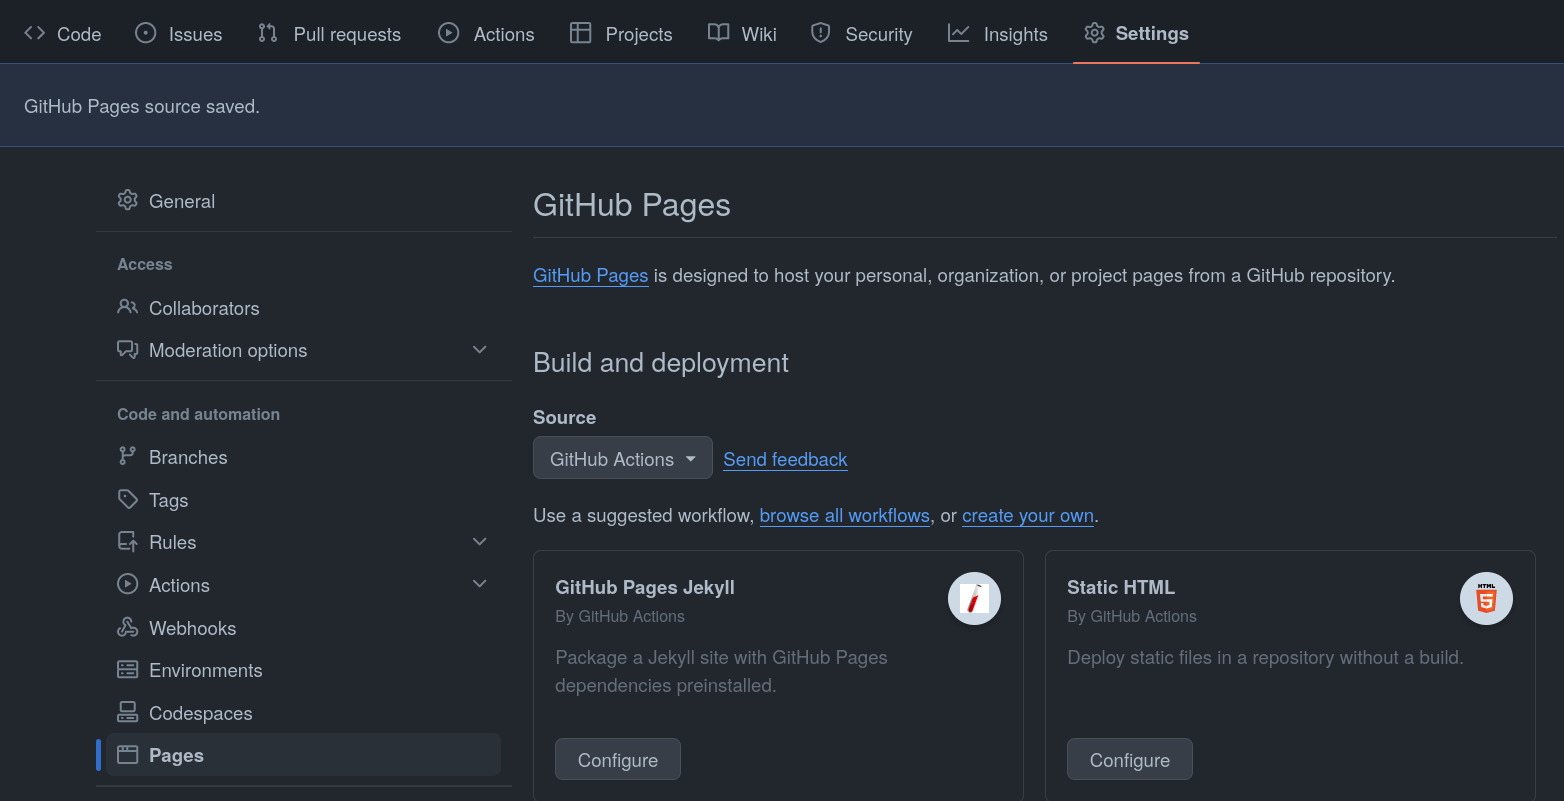 Code Issues Pull requests Actions Projects Wiki Security Insights Settings
GitHub Pages source saved.
General
Access
Collaborators
Moderation options
Code and automation
Branches
Tags
Rules
Actions
Webhooks
Environments
Codespaces
Pages
GitHub Pages
GitHub Pages is designed to host your personal, organization, or project pages from a GitHub repository.
Build and deployment
Source
GitHub Actions Send feedback
Use a suggested workflow, browse all workflows, or create your own.
GitHub Pages Jekyll
By GitHub Actions
Package a Jekyll site with GitHub Pages
dependencies preinstalled.
Configure
Static HTML
HTML
5
By GitHub Actions
Deploy static files in a repository without a build.
Configure